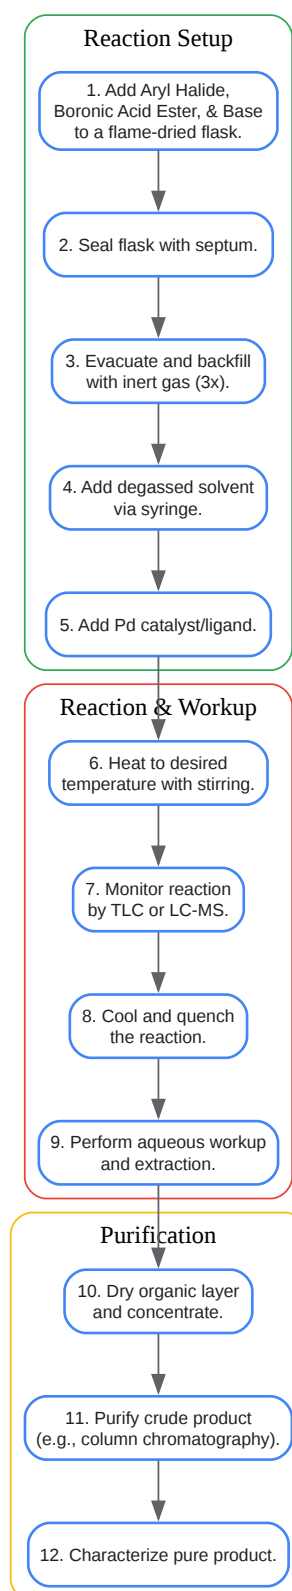 Reaction Setup
1. Add Aryl Halide,
Boronic Acid Ester, & Base
to a flame-dried flask.
2. Seal flask with septum.
3. Evacuate and backfill
with inert gas (3x).
4. Add degassed solvent
via syringe.
5. Add Pd catalyst/ligand.
Reaction & Workup
6. Heat to desired
temperature with stirring.
7. Monitor reaction
by TLC or LC-MS.
8. Cool and quench
the reaction.
9. Perform aqueous workup
and extraction.
Purification
10. Dry organic layer
and concentrate.
11. Purify crude product
(e.g., column chromatography).
12. Characterize pure product.